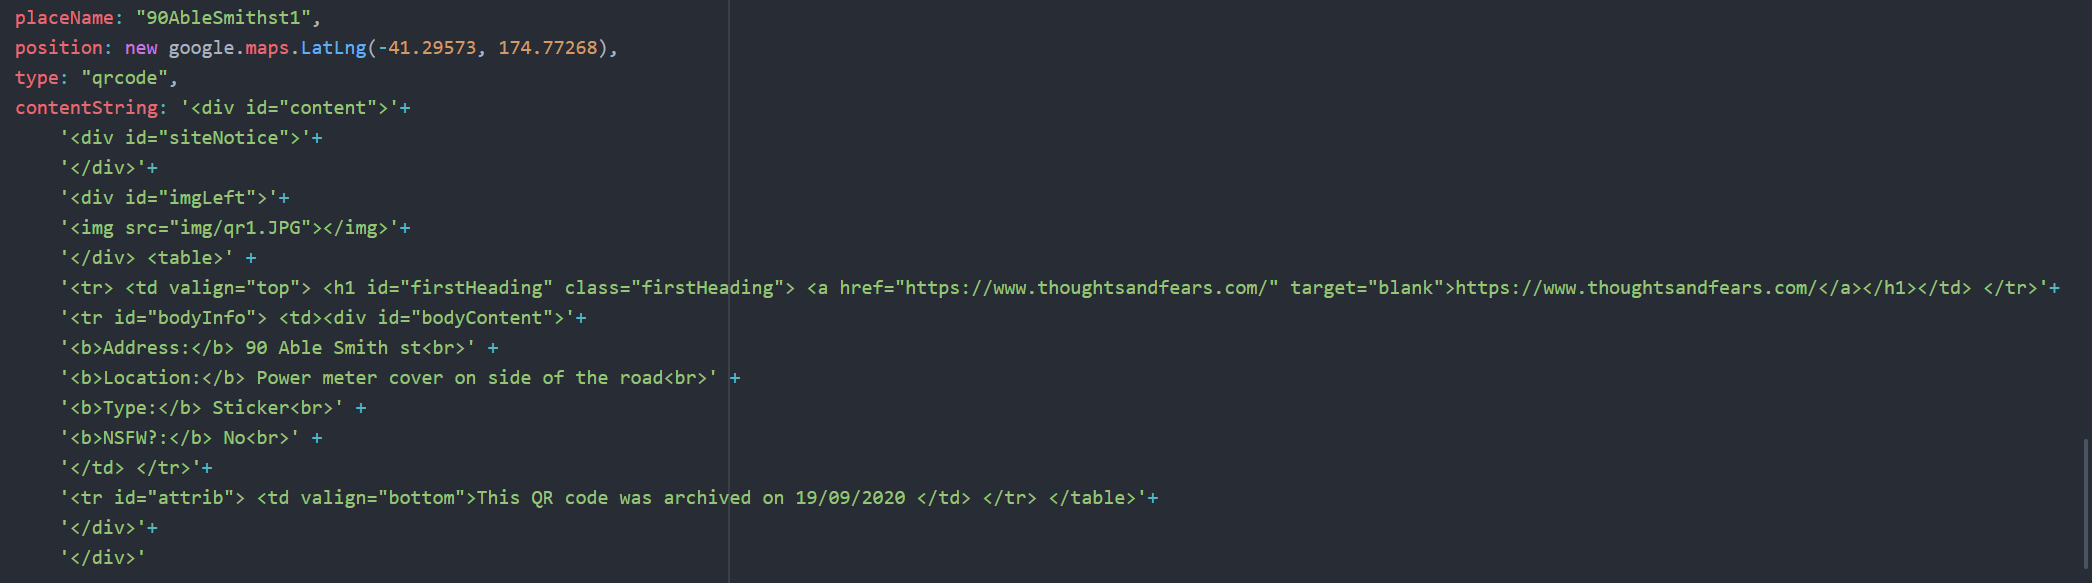 placeName: "90AbleSmithst1",
position: new google.maps.LatLng(-41.29573, 174.77268),
type: "qrcode",
contentString: '<div id="content">'+
'<div id="siteNotice">'+
'</div>'+
'<div id="imgLeft">'+
'<img src="img/qr1.JPG"></img>'+
'</div> <table>' +
'<tr> <td valign="top"> <h1 id="firstHeading" class="firstHeading"> <a href="https://www.thoughtsandfears.com/" target="blank">https://www.thoughtsandfears.com/</a></h1></td> </tr>'+
'<tr id="bodyInfo"> <td><div id="bodyContent">'+
'<b>Address:</b> 90 Able Smith st<br>' +
'<b>Location:</b> Power meter cover on side of the road<br>' +
'<b>Type:</b> Sticker<br>' +
'<b>NSFW?:</b> No<br>' +
'</td> </tr>'+
'<tr id="attrib"> <td valign="bottom">This QR code was archived on 19/09/2020 </td> </tr> </table>'+
'</div>'+
'</div>'